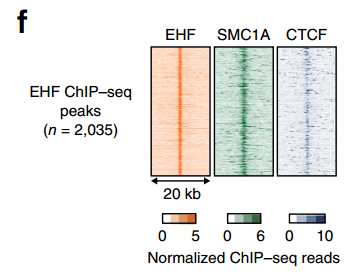 f
EHF SMC1A CTCF
EHF ChIP–seq
peaks
(n = 2,035)
20 kb
0 5 0 6 0 10
Normalized ChIP–seq reads